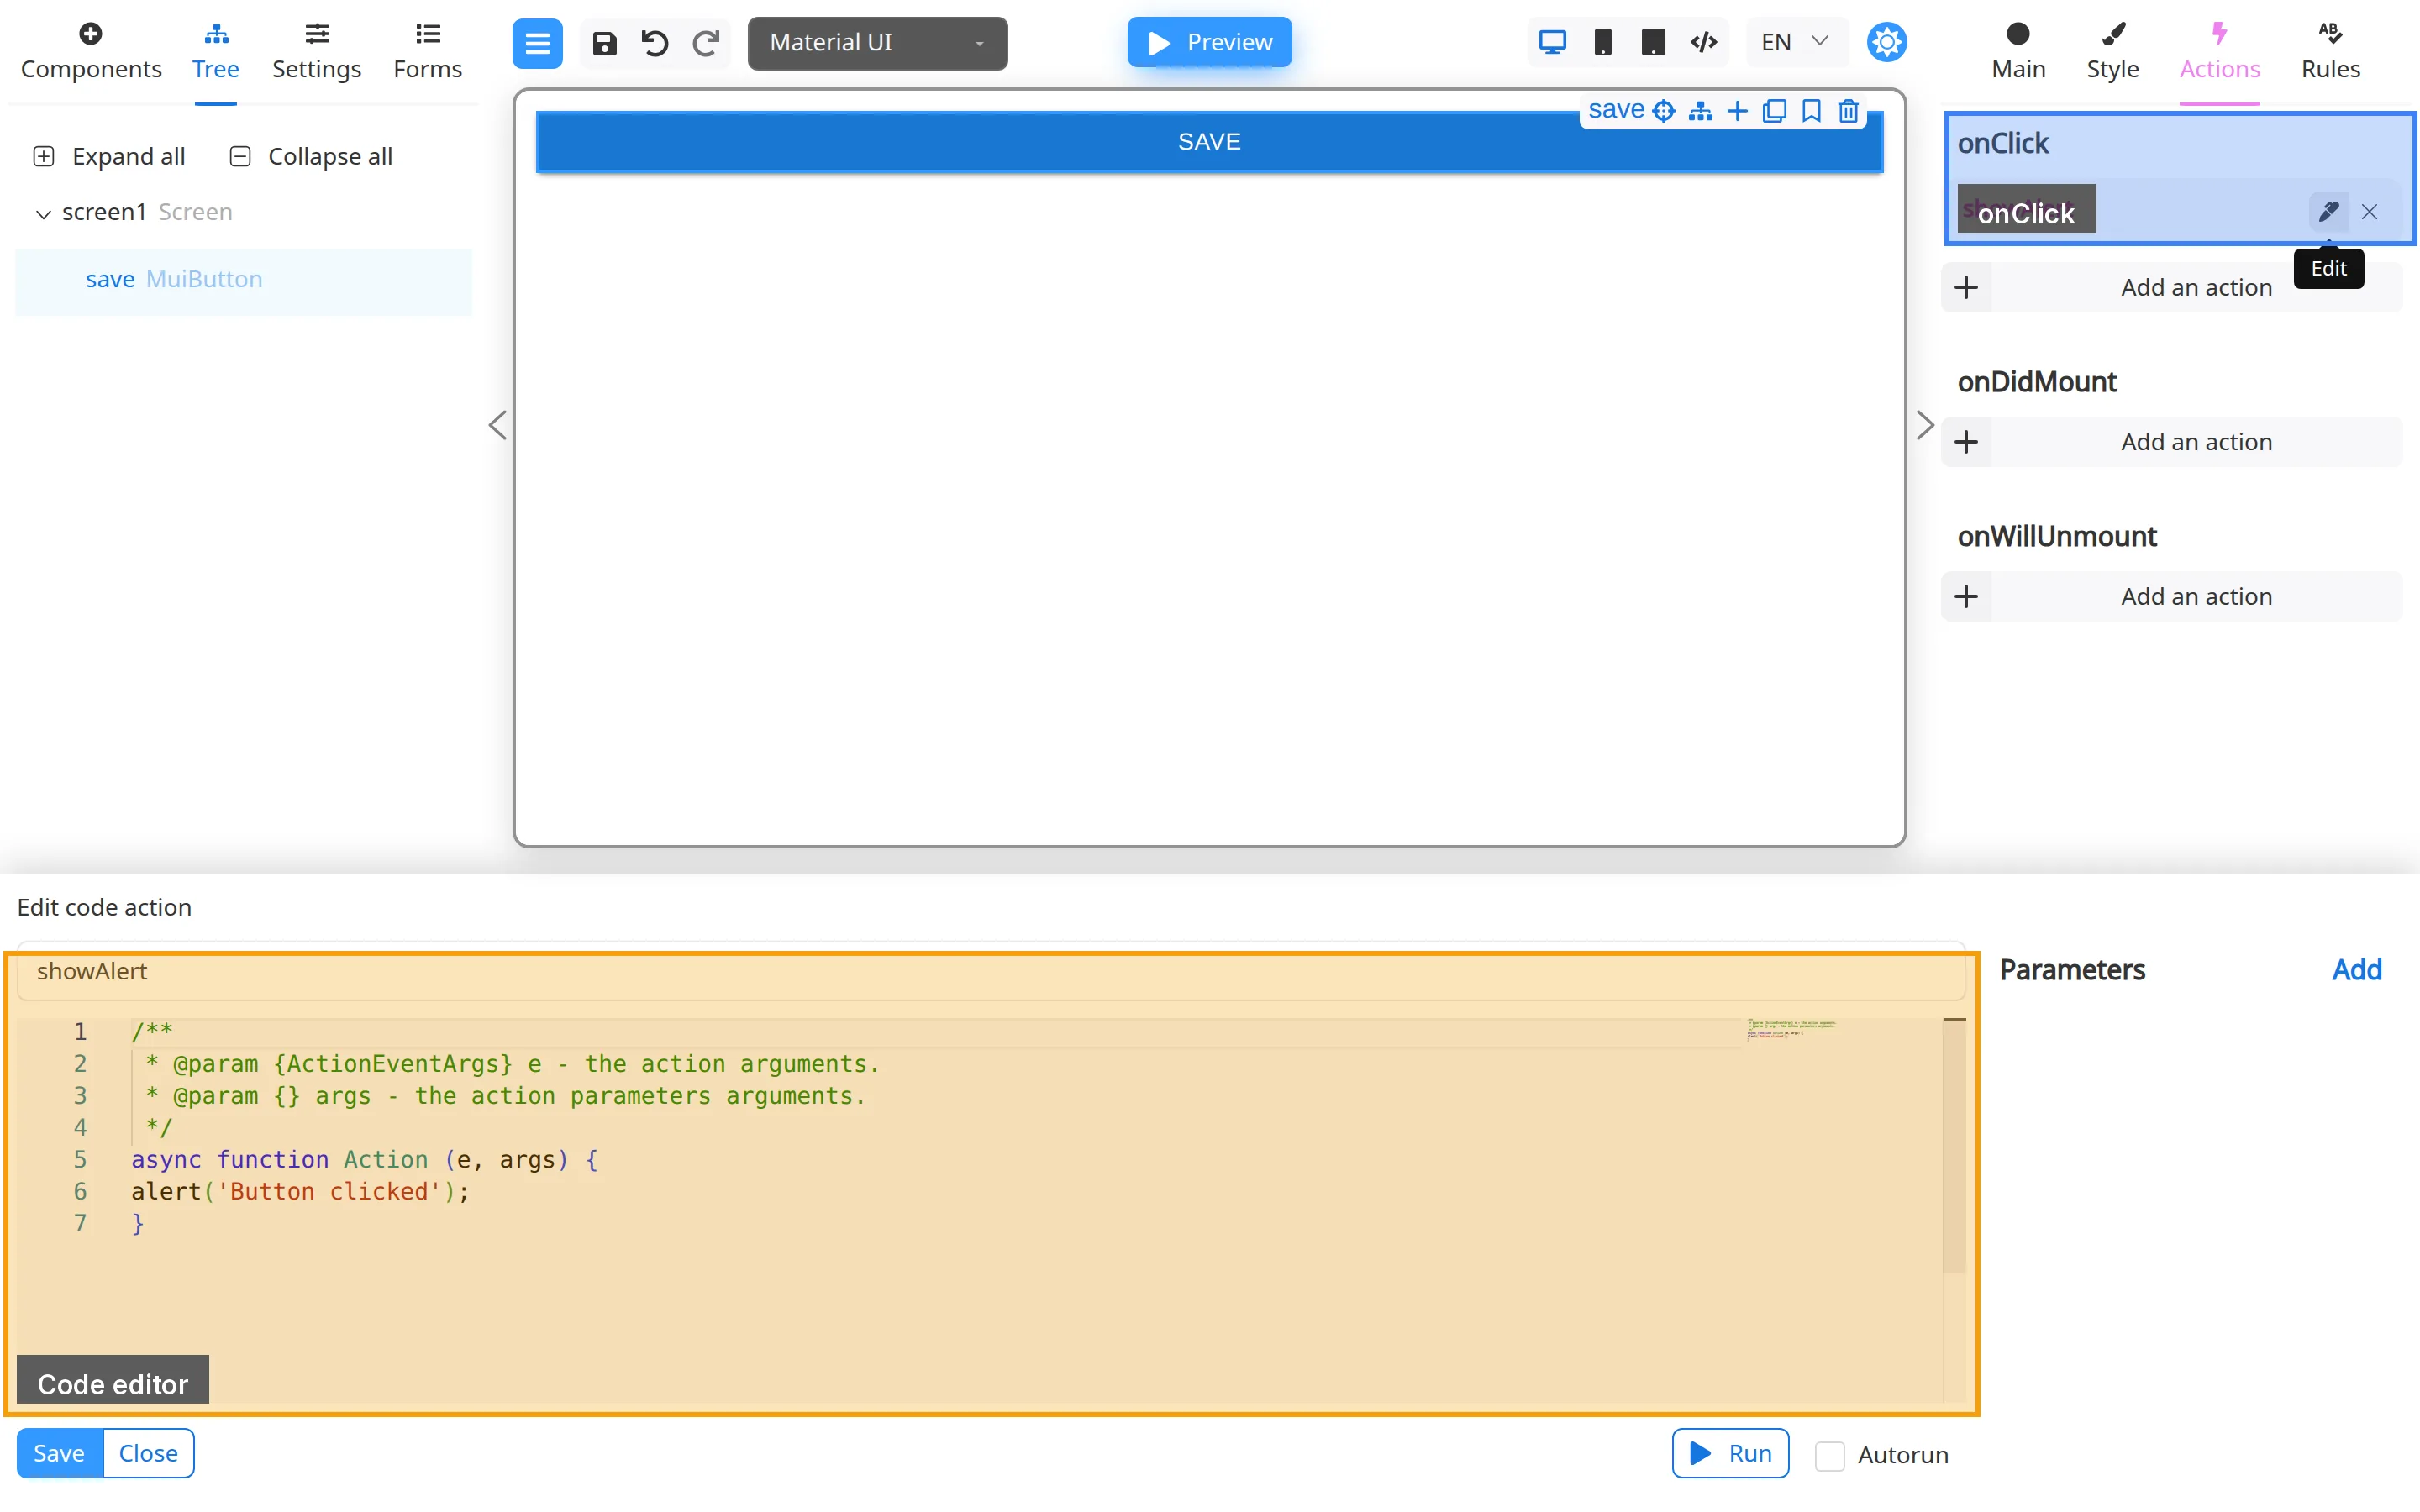 Components
Tree
Settings
Forms
Material UI
Preview
EN
Main
Style
Actions
Rules
Expand all
Collapse all
screen1 Screen
save MuiButton
save
SAVE
onClick
onClick
Edit
Add an action
onDidMount
Add an action
onWillUnmount
Add an action
Edit code action
showAlert
Parameters
Add
1 /**
2 * @param {ActionEventArgs} e - the action arguments.
3 * @param {} args - the action parameters arguments.
4 */
5 async function Action (e, args) {
6 alert('Button clicked');
7 }
Code editor
Save
Close
Run
Autorun